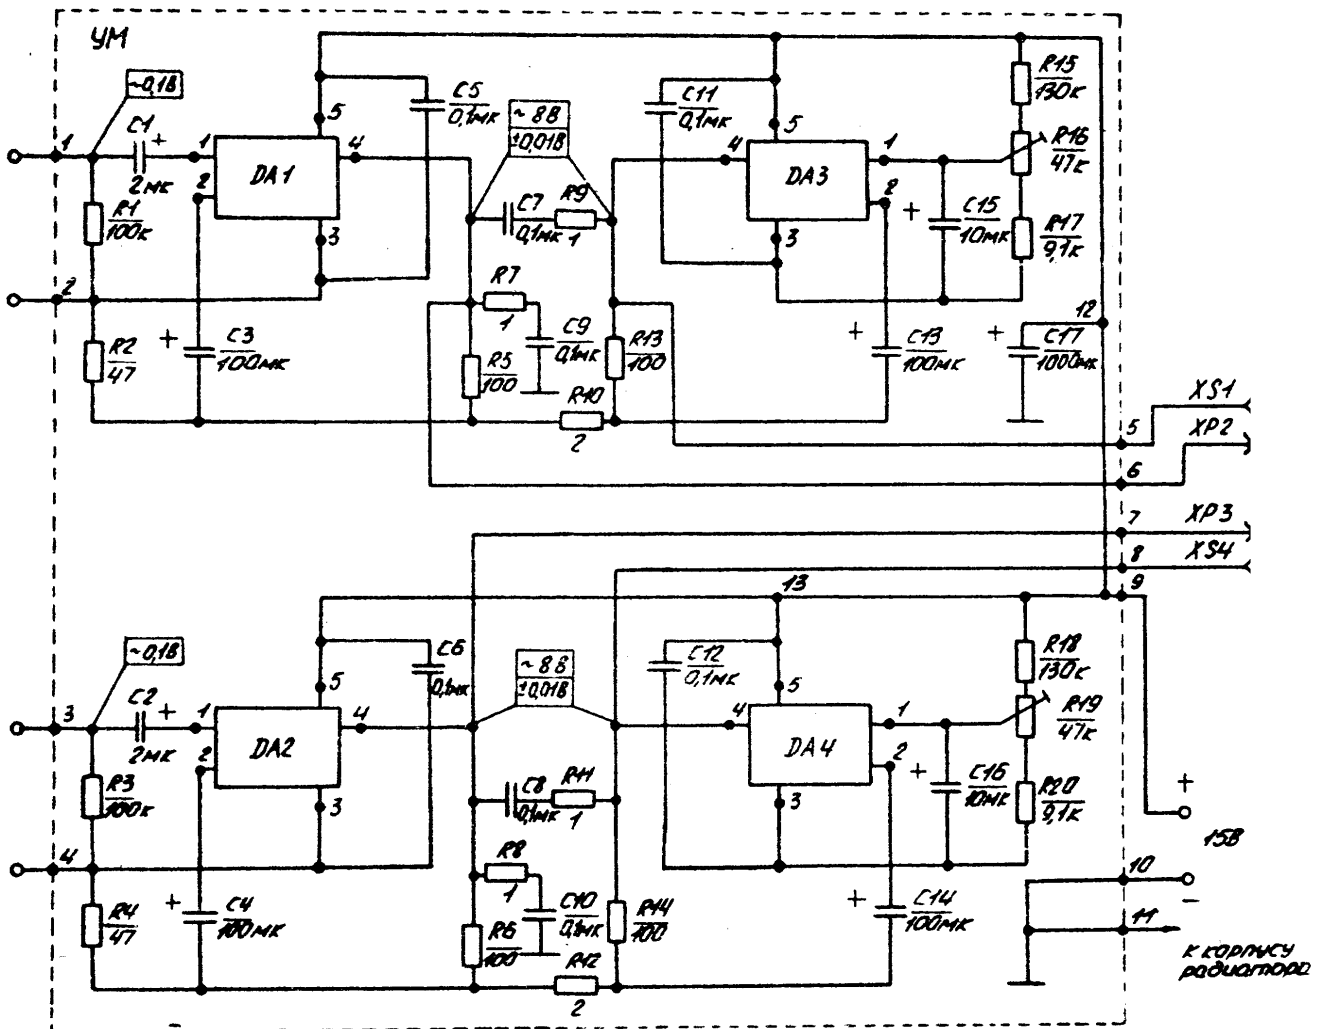 УМ
~0,1В
1
C1
+
2мк
1
2
DA1
5
4
3
R1
100к
2
R2
47
+
C3
100мк
C5
0,1мк
~8В
±0,01В
C7
0,1мк
R9
1
R7
1
C9
0,1мк
R5
100
R10
2
R13
100
C11
0,1мк
4
5
DA3
3
1
2
+
C15
10мк
R15
130к
R16
47к
R17
9,1к
+
C13
100мк
+
C17
1000мк
12
5
XS1
6
XP2
7
XP3
8
XS4
9
~0,1В
3
C2
+
2мк
1
2
DA2
5
4
3
R3
100к
4
R4
47
+
C4
100мк
C6
0,1мк
~8В
±0,01В
C8
0,1мк
R11
1
R8
1
C10
0,1мк
R6
100
R12
2
R14
100
13
C12
0,1мк
4
5
DA4
3
1
2
+
C16
10мк
R18
130к
R19
47к
R20
9,1к
+
C14
100мк
+
15В
10
-
11
к корпусу
радиатора